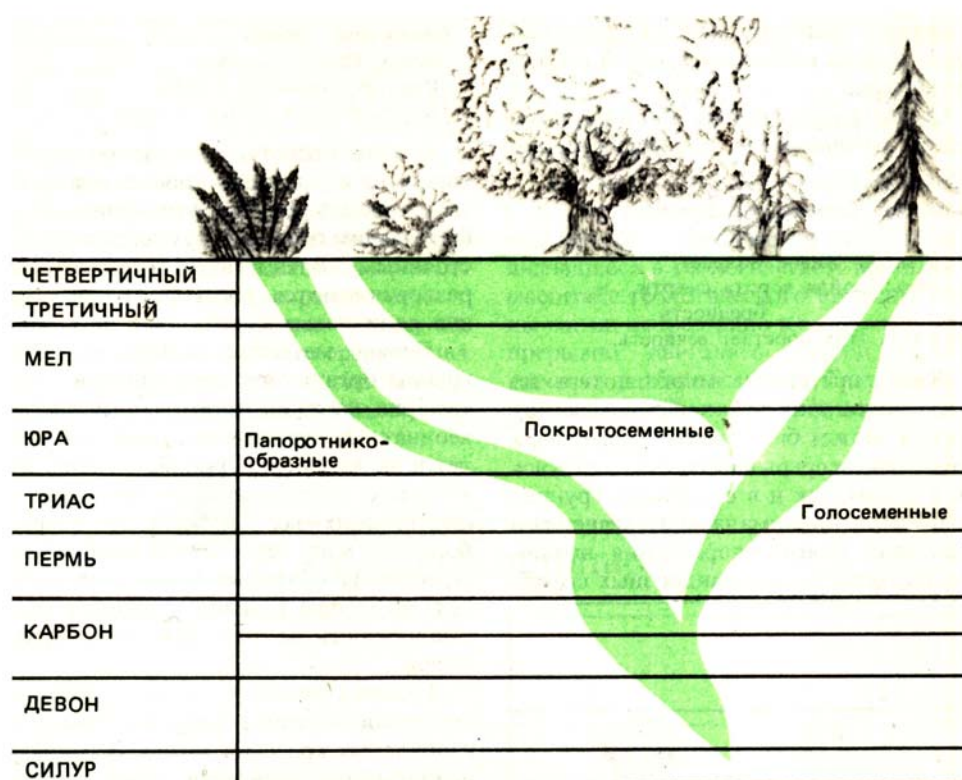 ЧЕТВЕРТИЧНЫЙ
ТРЕТИЧНЫЙ
МЕЛ
ЮРА
Папоротнико-
образные
Покрытосеменные
ТРИАС
Голосеменные
ПЕРМЬ
КАРБОН
ДЕВОН
СИЛУР